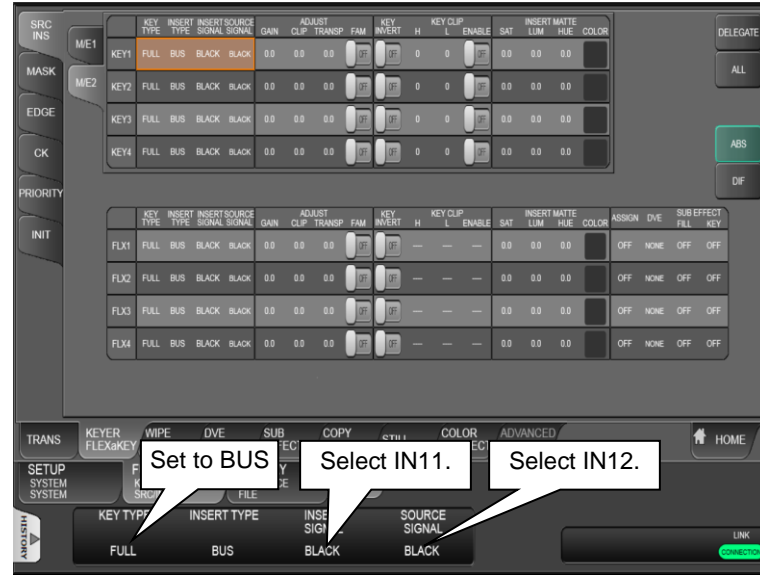 SRC INS
MASK
EDGE
CK
PRIORITY
INIT
M/E1
M/E2
KEY TYPE INSERT TYPE INSERT SIGNAL SOURCE SIGNAL GAIN ADJUST CLIP TRANSP FAM KEY INVERT H KEY CLIP L ENABLE SAT INSERT MATTE LUM HUE COLOR
KEY1 FULL BUS BLACK BLACK 0.0 0.0 0.0 OFF OFF 0 0 OFF 0.0 0.0 0.0
KEY2 FULL BUS BLACK BLACK 0.0 0.0 0.0 OFF OFF 0 0 OFF 0.0 0.0 0.0
KEY3 FULL BUS BLACK BLACK 0.0 0.0 0.0 OFF OFF 0 0 OFF 0.0 0.0 0.0
KEY4 FULL BUS BLACK BLACK 0.0 0.0 0.0 OFF OFF 0 0 OFF 0.0 0.0 0.0
DELEGATE
ALL
ABS
DIF
KEY TYPE INSERT TYPE INSERT SIGNAL SOURCE SIGNAL GAIN ADJUST CLIP TRANSP FAM KEY INVERT H KEY CLIP L ENABLE SAT INSERT MATTE LUM HUE COLOR ASSIGN DVE SUB EFFECT FILL KEY
FLX1 FULL BUS BLACK BLACK 0.0 0.0 0.0 OFF OFF — — — 0.0 0.0 0.0 OFF NONE OFF OFF
FLX2 FULL BUS BLACK BLACK 0.0 0.0 0.0 OFF OFF — — — 0.0 0.0 0.0 OFF NONE OFF OFF
FLX3 FULL BUS BLACK BLACK 0.0 0.0 0.0 OFF OFF — — — 0.0 0.0 0.0 OFF NONE OFF OFF
FLX4 FULL BUS BLACK BLACK 0.0 0.0 0.0 OFF OFF — — — 0.0 0.0 0.0 OFF NONE OFF OFF
TRANS KEYER FLEXaKEY WIPE DVE SUB COPY COLOR ADVANCED HOME
Set to BUS
Select IN11.
Select IN12.
SETUP
SYSTEM
SYSTEM
FILE
HISTORY
INSERT TYPE
SOURCE SIGNAL
FULL BUS BLACK BLACK
LINK
CONNECTION